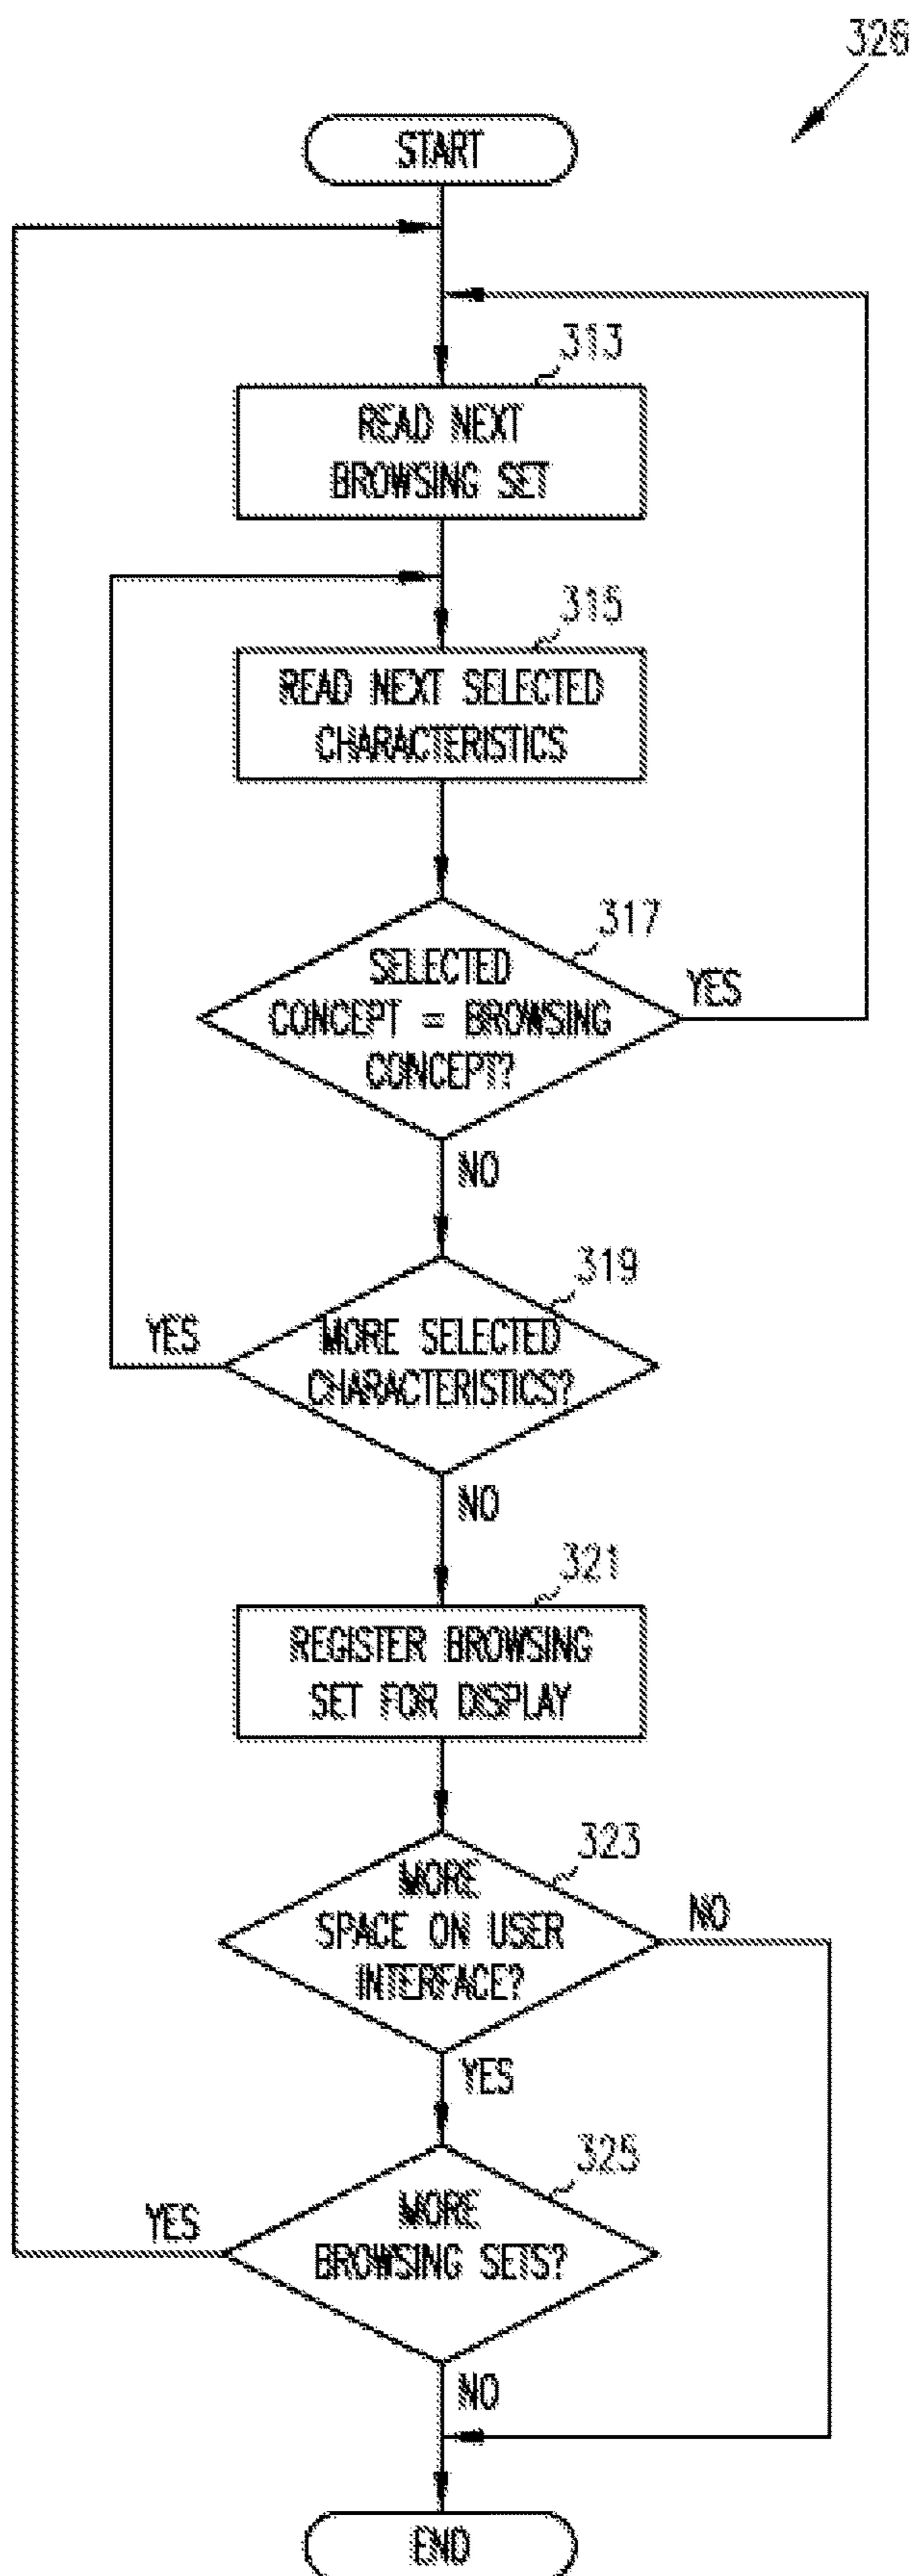 326
START
313
READ NEXT
BROWSING SET
315
READ NEXT SELECTED
CHARACTERISTICS
317
SELECTED
CONCEPT = BROWSING
CONCEPT?
YES
NO
319
MORE SELECTED
CHARACTERISTICS?
YES
NO
321
REGISTER BROWSING
SET FOR DISPLAY
323
MORE
SPACE ON USER
INTERFACE?
NO
YES
325
MORE
BROWSING SETS?
YES
NO
END